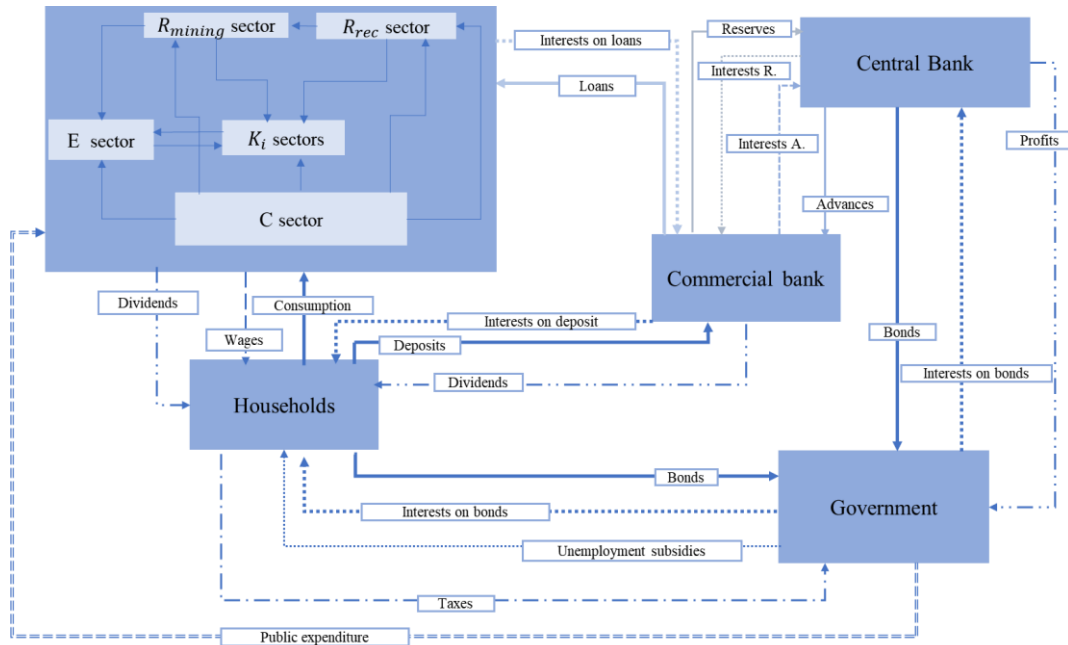 R_mining sector
R_rec sector
E sector
K_i sectors
C sector
Interests on loans
Loans
Reserves
Interests R.
Interests A.
Advances
Central Bank
Profits
Commercial bank
Dividends
Wages
Consumption
Interests on deposit
Deposits
Dividends
Bonds
Interests on bonds
Households
Bonds
Interests on bonds
Unemployment subsidies
Government
Taxes
Public expenditure